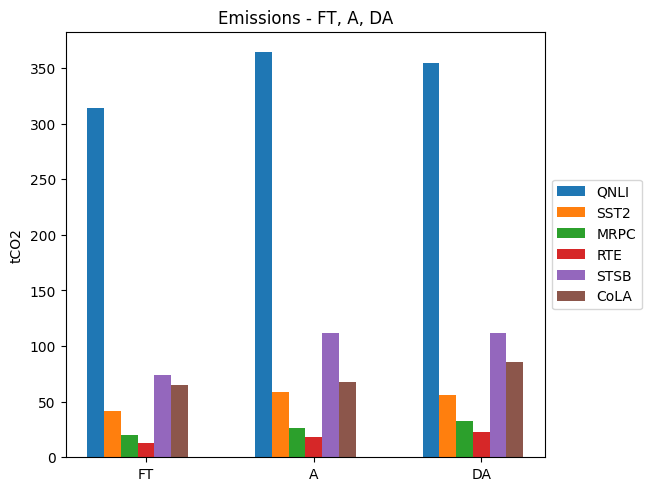 Emissions - FT, A, DA
tCO2
350
300
250
200
150
100
50
0
FT
A
DA
QNLI
SST2
MRPC
RTE
STSB
CoLA